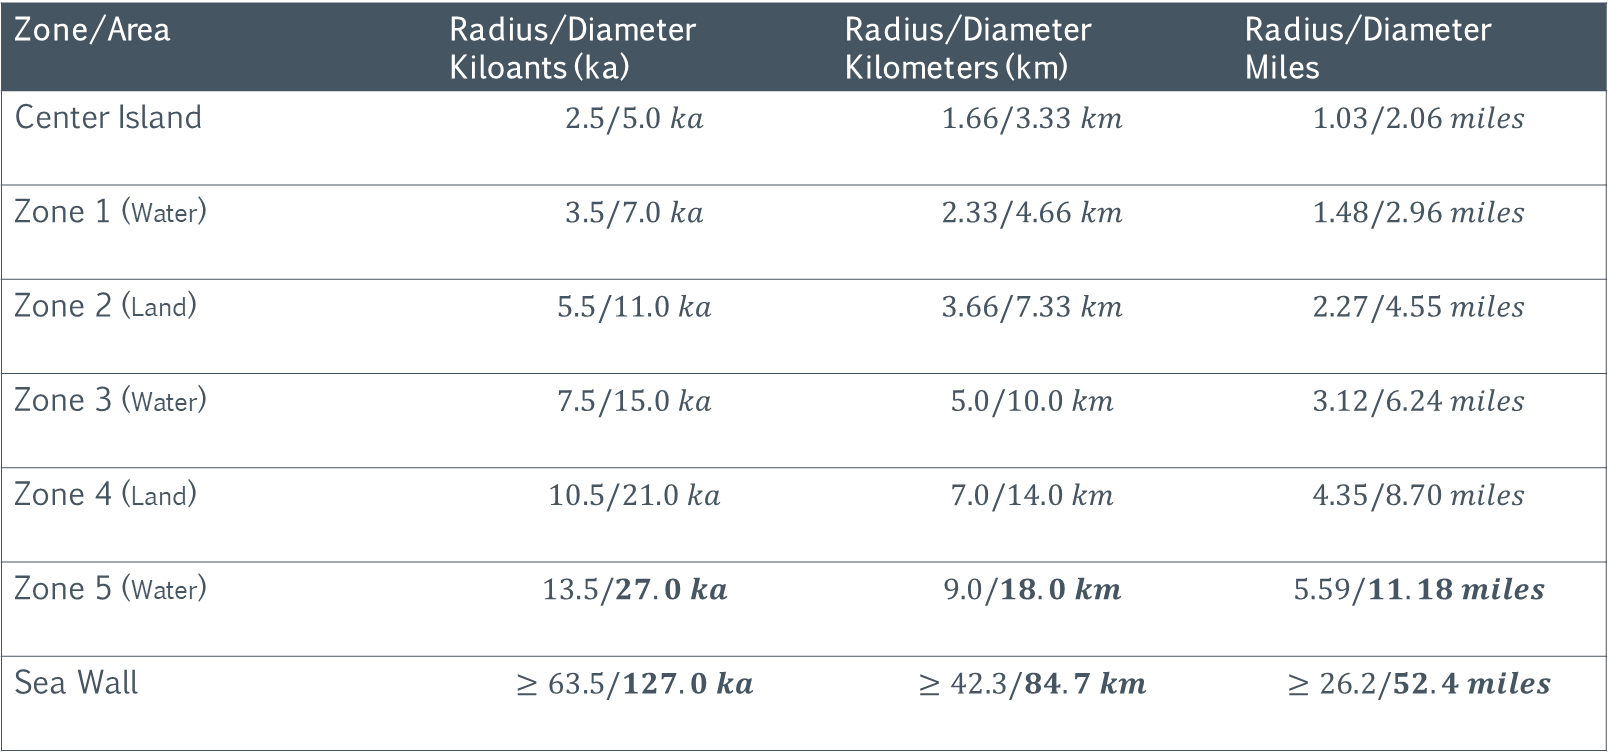 Zone/Area Radius/Diameter Radius/Diameter Radius/Diameter
Kiloants (ka) Kilometers (km) Miles
Center Island 2.5/5.0 ka 1.66/3.33 km 1.03/2.06 miles
Zone 1 (Water) 3.5/7.0 ka 2.33/4.66 km 1.48/2.96 miles
Zone 2 (Land) 5.5/11.0 ka 3.66/7.33 km 2.27/4.55 miles
Zone 3 (Water) 7.5/15.0 ka 5.0/10.0 km 3.12/6.24 miles
Zone 4 (Land) 10.5/21.0 ka 7.0/14.0 km 4.35/8.70 miles
Zone 5 (Water) 13.5/27.0 ka 9.0/18.0 km 5.59/11.18 miles
Sea Wall ≥ 63.5/127.0 ka ≥ 42.3/84.7 km ≥ 26.2/52.4 miles